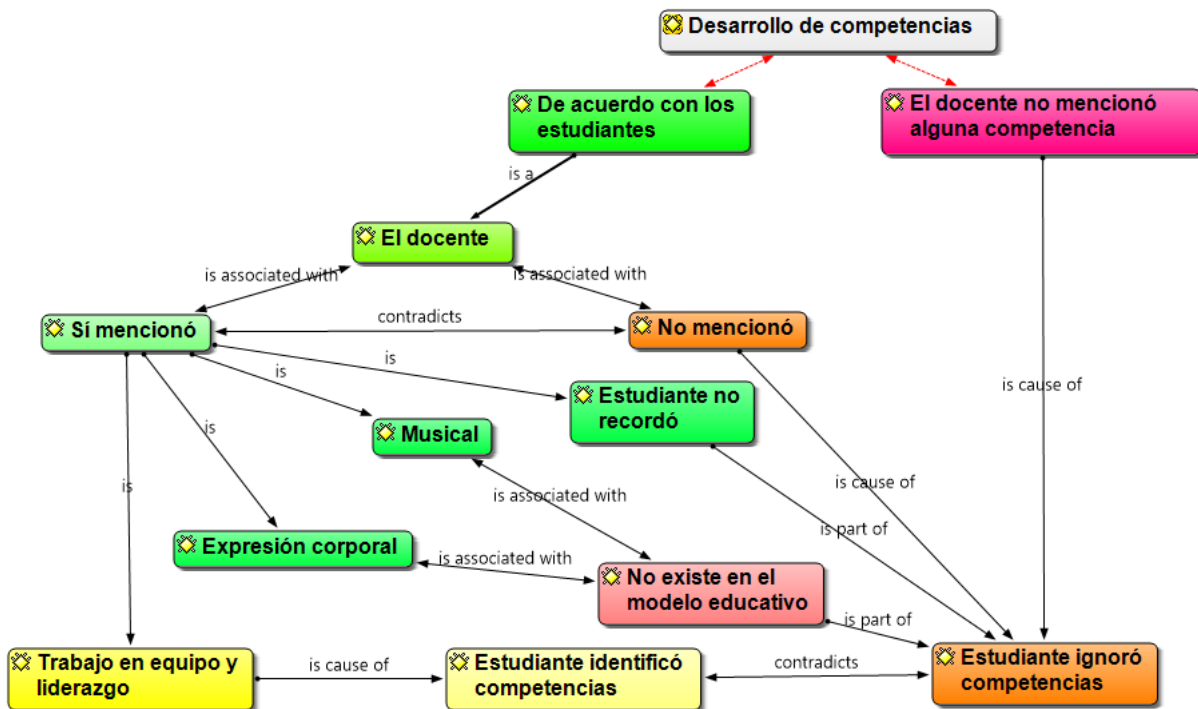 Desarrollo de competencias
De acuerdo con los
estudiantes
El docente no mencionó
alguna competencia
is a
El docente
is associated with
is associated with
Sí mencionó
contradicts
No mencionó
is
is
is cause of
Estudiante no
recordó
Musical
is
is
is associated with
is cause of
is part of
Expresión corporal
is associated with
No existe en el
modelo educativo
is part of
Trabajo en equipo y
liderazgo
is cause of
Estudiante identificó
competencias
contradicts
Estudiante ignoró
competencias